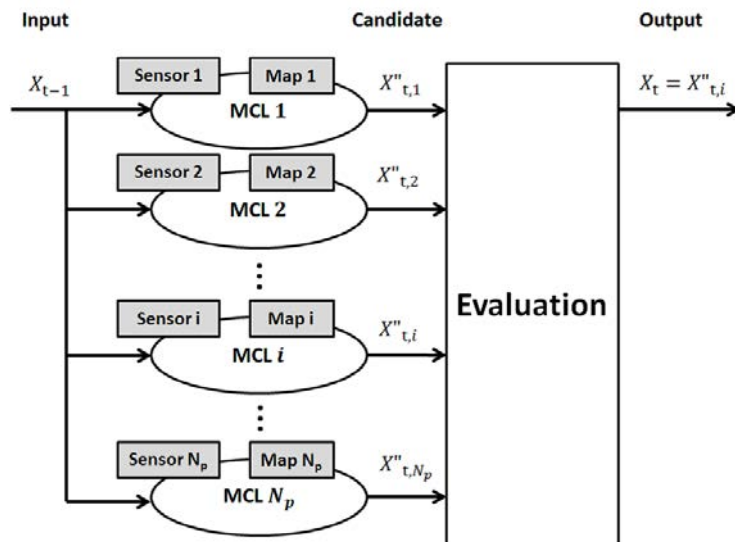 Input Candidate Output
Sensor 1 Map 1
X_{t−1} X"_{t,1} X_t = X"_{t,i}
MCL 1
Sensor 2 Map 2
X"_{t,2}
MCL 2
⋮
Evaluation
Sensor i Map i
X"_{t,i}
MCL i
⋮
Sensor N_p Map N_p
X"_{t,N_p}
MCL N_p